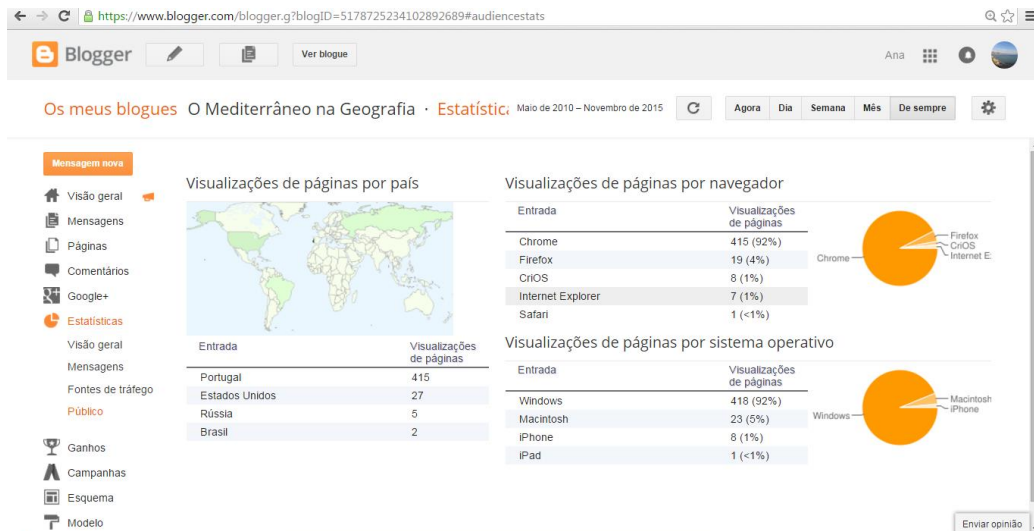 https://www.blogger.com/blogger.g?blogID=5178725234102892689#audiencestats
Blogger
Ver blogue
Ana
Os meus blogues O Mediterrâneo na Geografia · Estatístic
Maio de 2010 – Novembro de 2015
Agora Dia Semana Mês De sempre
Mensagem nova
Visão geral
Mensagens
Páginas
Comentários
Google+
Estatísticas
Visão geral
Mensagens
Fontes de tráfego
Público
Ganhos
Campanhas
Esquema
Modelo
Visualizações de páginas por país
Entrada Visualizações
de páginas
Portugal 415
Estados Unidos 27
Rússia 5
Brasil 2
Visualizações de páginas por navegador
Entrada Visualizações
de páginas
Chrome 415 (92%)
Firefox 19 (4%)
CriOS 8 (1%)
Internet Explorer 7 (1%)
Safari 1 (<1%)
Chrome
Firefox
CriOS
Internet E
Visualizações de páginas por sistema operativo
Entrada Visualizações
de páginas
Windows 418 (92%)
Macintosh 23 (5%)
iPhone 8 (1%)
iPad 1 (<1%)
Windows
Macintosh
iPhone
Enviar opinião